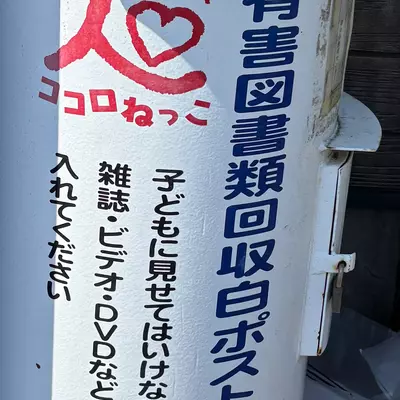 有害図書類回収白ポスト
子どもに見せてはいけな
雑誌・ビデオ・DVDなど
入れてください
ココロねっこ